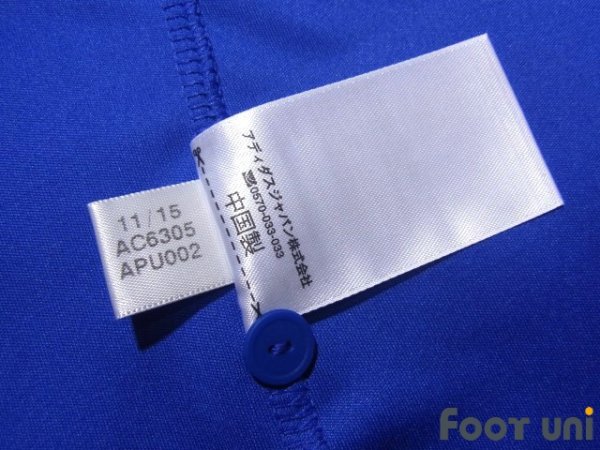 11/15
AC6305
APU002
アディダスジャパン株式会社
0570-033-033
中国製
FOOT UNI